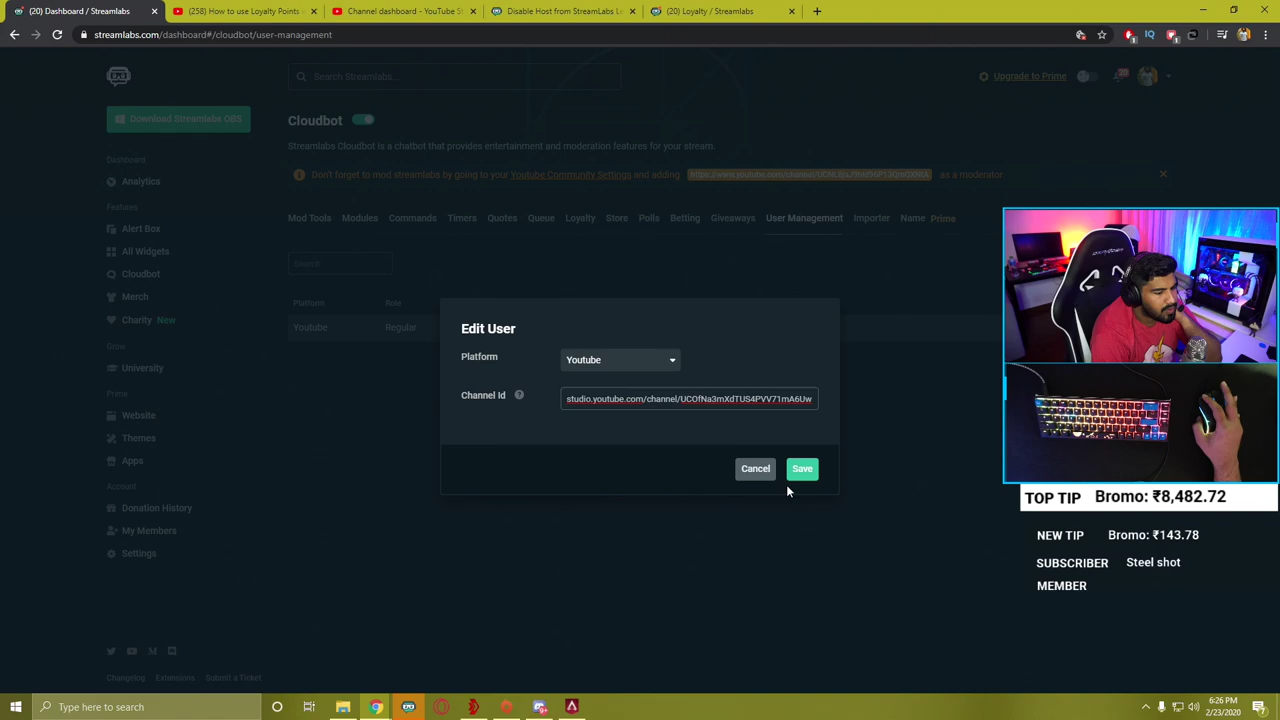 (20) Dashboard / Streamlabs
(258) How to use Loyalty Points
Channel dashboard - YouTube St
Disable Host from StreamLabs L
(20) Loyalty / Streamlabs
streamlabs.com/dashboard#/cloudbot/user-management
Search Streamlabs...
Upgrade to Prime
20
Download Streamlabs OBS
Cloudbot
Streamlabs Cloudbot is a chatbot that provides entertainment and moderation features for your stream.
Don't forget to mod streamlabs by going to your Youtube Community Settings and adding
as a moderator.
Dashboard
Analytics
Features
Alert Box
All Widgets
Cloudbot
Merch
Charity New
Grow
University
Prime
Website
Themes
Apps
Account
Donation History
My Members
Settings
Mod Tools Modules Commands Timers Quotes Queue Loyalty Store Polls Betting Giveaways User Management Importer Name Prime
Search
Platform Role
Youtube Regular
Edit User
Platform Youtube
Channel Id studio.youtube.com/channel/UCOfNa3mXdTUS4PVV71mA6Uw
Cancel Save
TOP TIP Bromo: ₹8,482.72
NEW TIP Bromo: ₹143.78
SUBSCRIBER Steel shot
MEMBER
Changelog Extensions Submit a Ticket
Type here to search
6:26 PM
2/23/2020
7